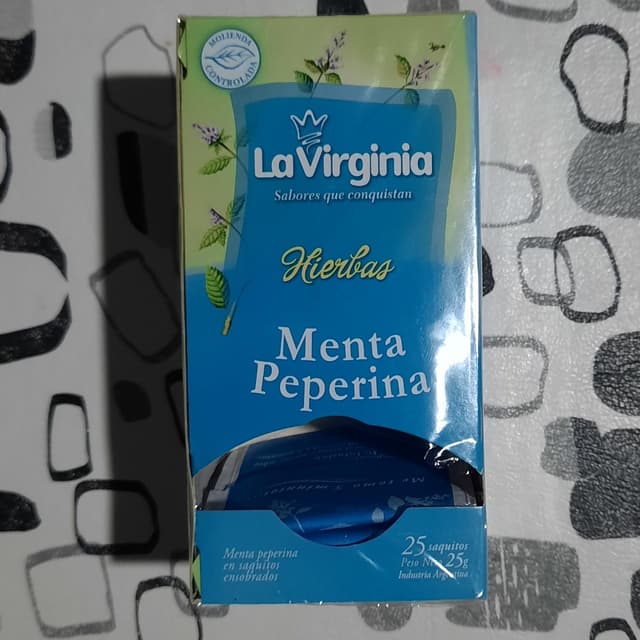 MOLIENDA
CONTROLADA
La Virginia
Sabores que conquistan
Hierbas
Menta
Peperina
Menta peperina
en saquitos
ensobrados
25 saquitos
Peso Ne 25g
Industria Argentina